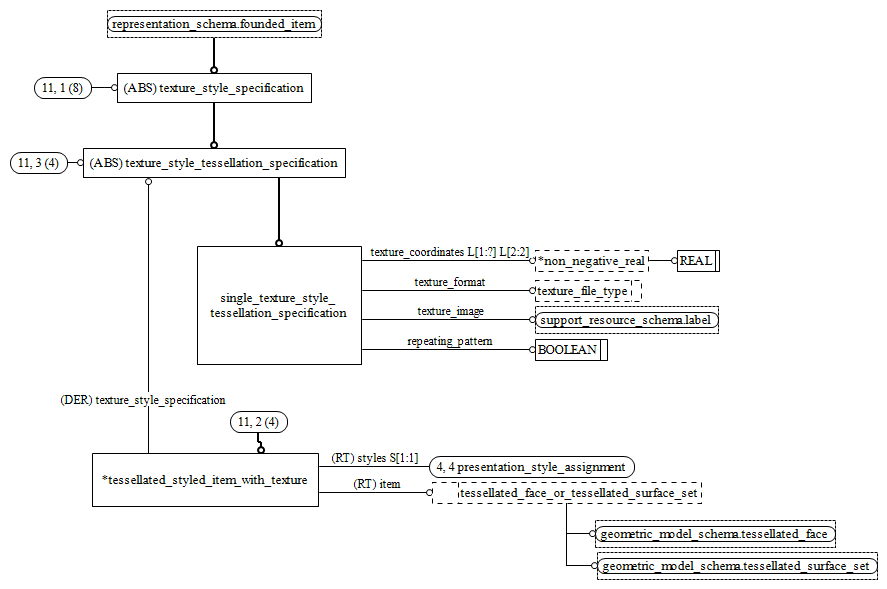 representation_schema.founded_item
11, 1 (8)
(ABS) texture_style_specification
11, 3 (4)
(ABS) texture_style_tessellation_specification
texture_coordinates L[1:?] L[2:2]
*non_negative_real
REAL
texture_format
texture_file_type
single_texture_style_
tessellation_specification
texture_image
support_resource_schema.label
repeating_pattern
BOOLEAN
(DER) texture_style_specification
11, 2 (4)
(RT) styles S[1:1]
4, 4 presentation_style_assignment
*tessellated_styled_item_with_texture
(RT) item
tessellated_face_or_tessellated_surface_set
geometric_model_schema.tessellated_face
geometric_model_schema.tessellated_surface_set